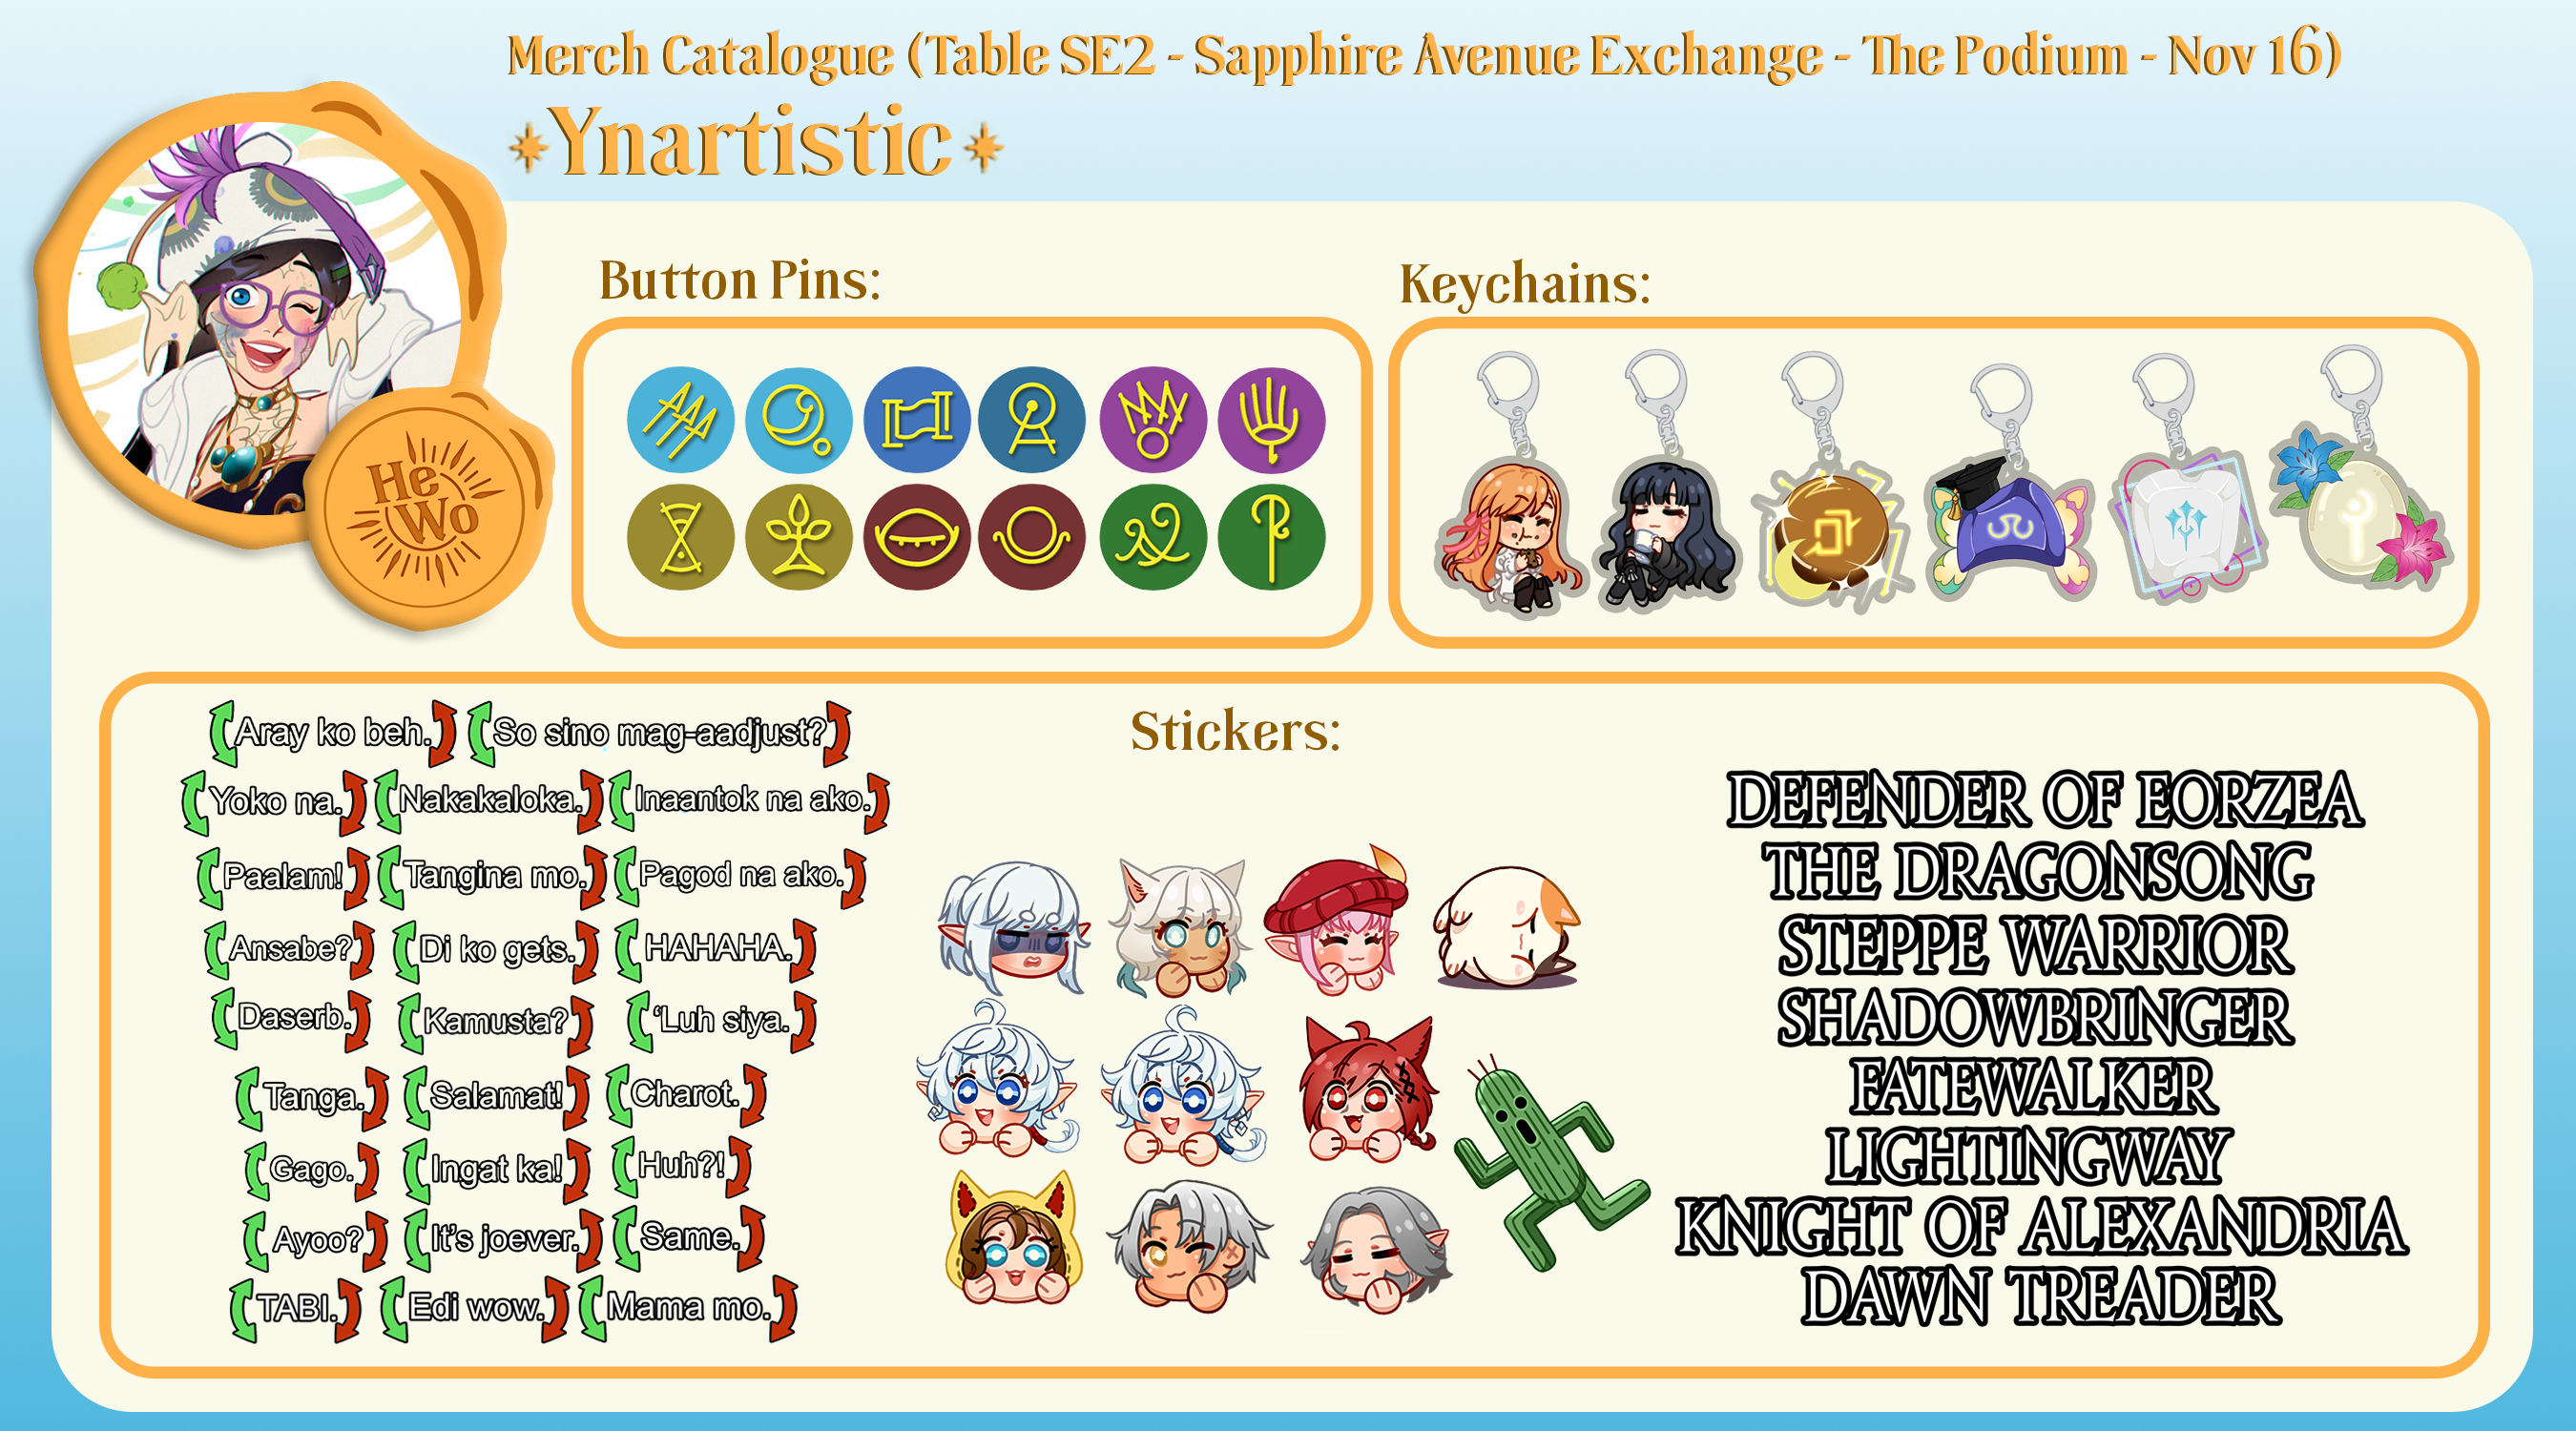 Merch Catalogue (Table SE2 - Sapphire Avenue Exchange - The Podium - Nov 16)
Ynartistic
He
Wo
Button Pins:
Keychains:
Stickers:
Aray ko beh. So sino mag-aadjust?
Yoko na. Nakakaloka. Inaantok na ako.
Paalam! Tangina mo. Pagod na ako.
Ansabe? Di ko gets. HAHAHA.
Daserb. Kamusta? 'Luh siya.
Tanga. Salamat! Charot.
Gago. Ingat ka! Huh?!
Ayoo? It's joever. Same.
TABI. Edi wow. Mama mo.
DEFENDER OF EORZEA
THE DRAGONSONG
STEPPE WARRIOR
SHADOWBRINGER
FATEWALKER
LIGHTINGWAY
KNIGHT OF ALEXANDRIA
DAWN TREADER